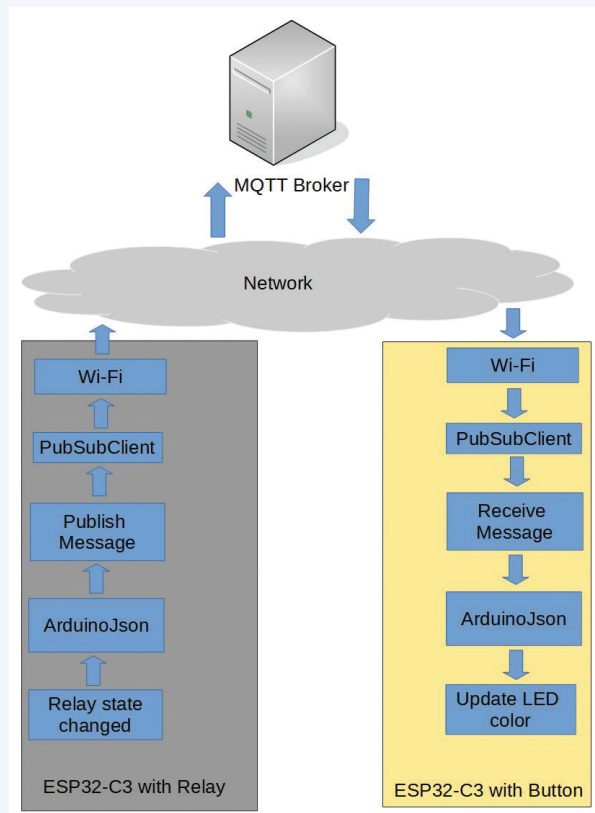 MQTT Broker
Network
Wi-Fi
PubSubClient
Publish
Message
ArduinoJson
Relay state
changed
ESP32-C3 with Relay
Wi-Fi
PubSubClient
Receive
Message
ArduinoJson
Update LED
color
ESP32-C3 with Button